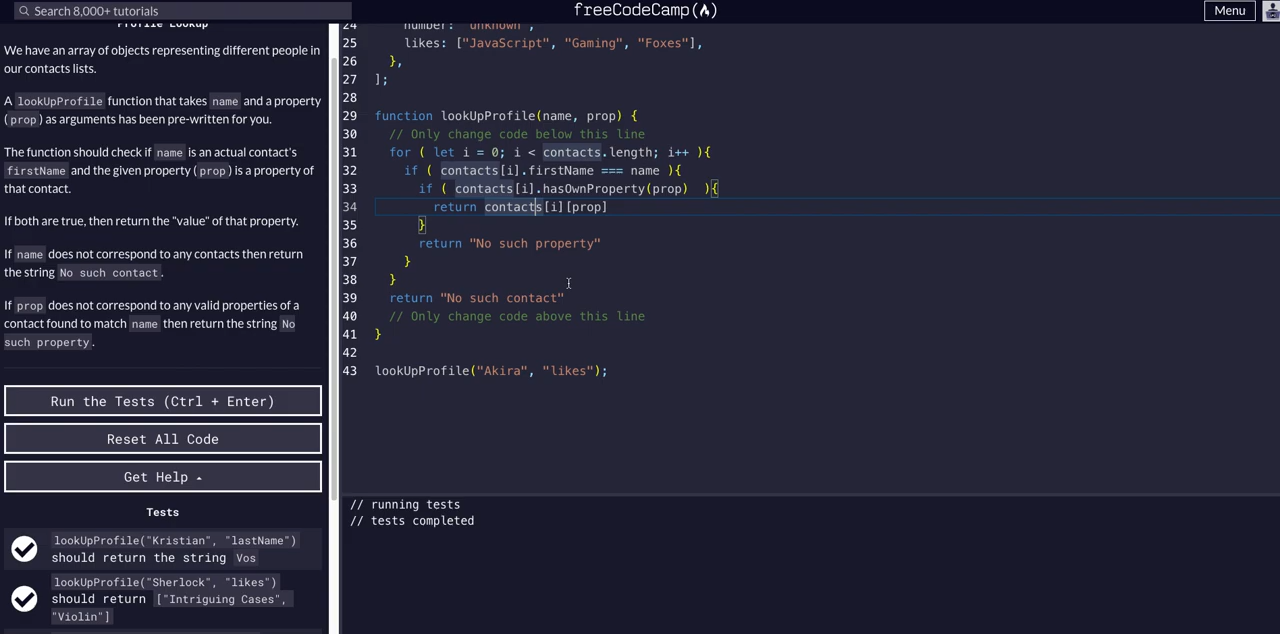 Search 8,000+ tutorials
freeCodeCamp
Menu
Profile Lookup
We have an array of objects representing different people in
our contacts lists.
A lookUpProfile function that takes name and a property
(prop) as arguments has been pre-written for you.
The function should check if name is an actual contact's
firstName and the given property (prop) is a property of
that contact.
If both are true, then return the "value" of that property.
If name does not correspond to any contacts then return
the string No such contact.
If prop does not correspond to any valid properties of a
contact found to match name then return the string No
such property.
Run the Tests (Ctrl + Enter)
Reset All Code
Get Help
Tests
lookUpProfile("Kristian", "lastName")
should return the string Vos
lookUpProfile("Sherlock", "likes")
should return ["Intriguing Cases",
"Violin"]
24 number: "unknown",
25 likes: ["JavaScript", "Gaming", "Foxes"],
26 },
27 ];
28
29 function lookUpProfile(name, prop) {
30 // Only change code below this line
31 for ( let i = 0; i < contacts.length; i++ ){
32 if ( contacts[i].firstName === name ){
33 if ( contacts[i].hasOwnProperty(prop) ){
34 return contacts[i][prop]
35 }
36 return "No such property"
37 }
38 }
39 return "No such contact"
40 // Only change code above this line
41 }
42
43 lookUpProfile("Akira", "likes");
// running tests
// tests completed